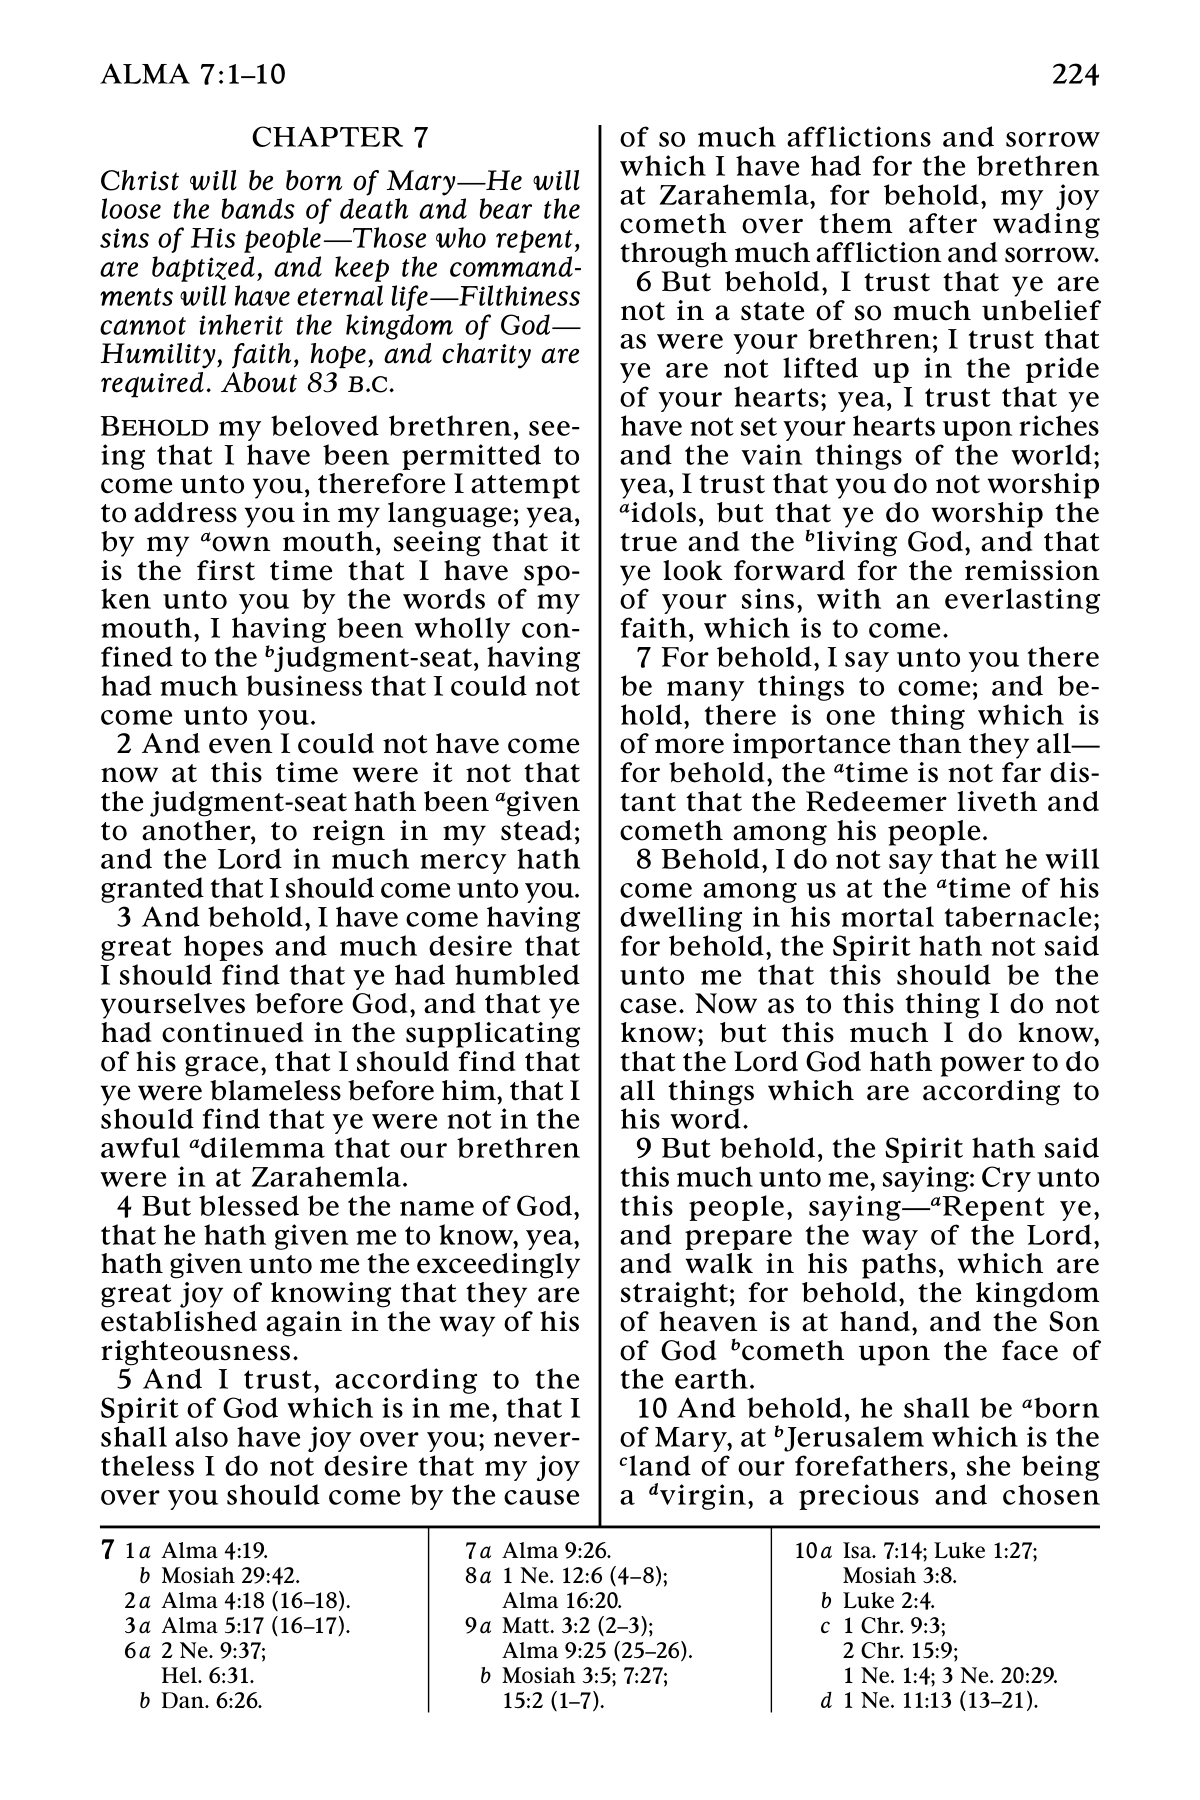 ALMA 7:1–10
224
CHAPTER 7
Christ will be born of Mary—He will
loose the bands of death and bear the
sins of His people—Those who repent,
are baptized, and keep the command-
ments will have eternal life—Filthiness
cannot inherit the kingdom of God—
Humility, faith, hope, and charity are
required. About 83 B.C.
BEHOLD my beloved brethren, see-
ing that I have been permitted to
come unto you, therefore I attempt
to address you in my language; yea,
by my aown mouth, seeing that it
is the first time that I have spo-
ken unto you by the words of my
mouth, I having been wholly con-
fined to the bjudgment-seat, having
had much business that I could not
come unto you.
2 And even I could not have come
now at this time were it not that
the judgment-seat hath been agiven
to another, to reign in my stead;
and the Lord in much mercy hath
granted that I should come unto you.
3 And behold, I have come having
great hopes and much desire that
I should find that ye had humbled
yourselves before God, and that ye
had continued in the supplicating
of his grace, that I should find that
ye were blameless before him, that I
should find that ye were not in the
awful adilemma that our brethren
were in at Zarahemla.
4 But blessed be the name of God,
that he hath given me to know, yea,
hath given unto me the exceedingly
great joy of knowing that they are
established again in the way of his
righteousness.
5 And I trust, according to the
Spirit of God which is in me, that I
shall also have joy over you; never-
theless I do not desire that my joy
over you should come by the cause
of so much afflictions and sorrow
which I have had for the brethren
at Zarahemla, for behold, my joy
cometh over them after wading
through much affliction and sorrow.
6 But behold, I trust that ye are
not in a state of so much unbelief
as were your brethren; I trust that
ye are not lifted up in the pride
of your hearts; yea, I trust that ye
have not set your hearts upon riches
and the vain things of the world;
yea, I trust that you do not worship
aidols, but that ye do worship the
true and the bliving God, and that
ye look forward for the remission
of your sins, with an everlasting
faith, which is to come.
7 For behold, I say unto you there
be many things to come; and be-
hold, there is one thing which is
of more importance than they all—
for behold, the atime is not far dis-
tant that the Redeemer liveth and
cometh among his people.
8 Behold, I do not say that he will
come among us at the atime of his
dwelling in his mortal tabernacle;
for behold, the Spirit hath not said
unto me that this should be the
case. Now as to this thing I do not
know; but this much I do know,
that the Lord God hath power to do
all things which are according to
his word.
9 But behold, the Spirit hath said
this much unto me, saying: Cry unto
this people, saying—aRepent ye,
and prepare the way of the Lord,
and walk in his paths, which are
straight; for behold, the kingdom
of heaven is at hand, and the Son
of God bcometh upon the face of
the earth.
10 And behold, he shall be aborn
of Mary, at bJerusalem which is the
cland of our forefathers, she being
a dvirgin, a precious and chosen
7 1a Alma 4:19.
b Mosiah 29:42.
2a Alma 4:18 (16–18).
3a Alma 5:17 (16–17).
6a 2 Ne. 9:37;
Hel. 6:31.
b Dan. 6:26.
7a Alma 9:26.
8a 1 Ne. 12:6 (4–8);
Alma 16:20.
9a Matt. 3:2 (2–3);
Alma 9:25 (25–26).
b Mosiah 3:5; 7:27;
15:2 (1–7).
10a Isa. 7:14; Luke 1:27;
Mosiah 3:8.
b Luke 2:4.
c 1 Chr. 9:3;
2 Chr. 15:9;
1 Ne. 1:4; 3 Ne. 20:29.
d 1 Ne. 11:13 (13–21).